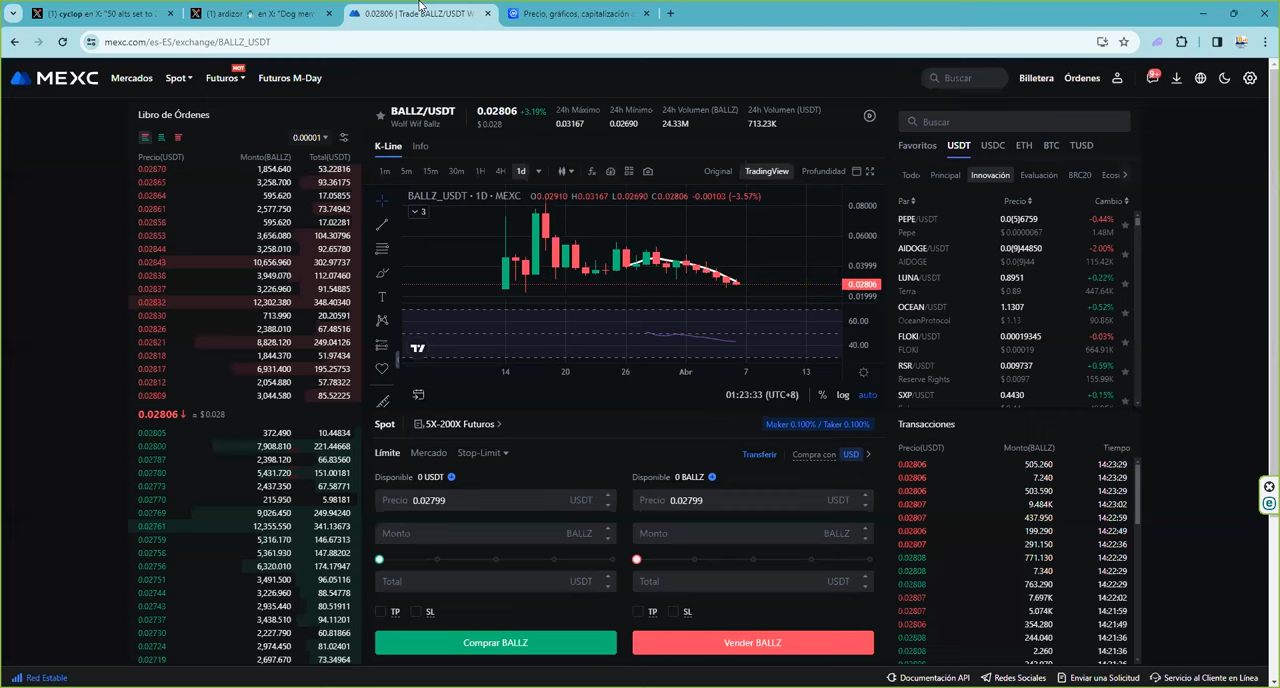 (1) cyclop en X: "50 alts set to
(1) ardizor en X: "Dog mem
0.02806 | Trade BALLZ/USDT W
Precio, gráficos, capitalización
mexc.com/es-ES/exchange/BALLZ_USDT
MEXC
Mercados
Spot
Futuros
HOT
Futuros M-Day
Buscar
Billetera
Órdenes
9+
Libro de Órdenes
0.00001
Precio(USDT) Monto(BALLZ) Total(USDT)
0.02870 1,854.640 53.22816
0.02865 3,258.700 93.36175
0.02864 595.620 17.05855
0.02861 2,577.750 73.74942
0.02858 595.620 17.02281
0.02853 3,656.080 104.30796
0.02844 3,258.010 92.65780
0.02843 10,656.960 302.97737
0.02838 3,949.070 112.07460
0.02837 3,226.960 91.54885
0.02832 12,302.380 348.40340
0.02830 713.990 20.20591
0.02828 2,388.010 67.48516
0.02821 8,828.120 249.04126
0.02818 1,844.370 51.97434
0.02817 6,931.400 195.25753
0.02813 2,054.880 57.78322
0.02809 3,044.580 85.52225
0.02806↓ ≈ $ 0.028
0.02805 372.490 10.44834
0.02800 7,908.810 221.44668
0.02787 2,398.120 66.83560
0.02780 5,431.720 151.00181
0.02773 2,437.350 67.58771
0.02770 215.950 5.98181
0.02769 9,026.450 249.94240
0.02761 12,355.550 341.13673
0.02759 5,316.170 146.67313
0.02758 5,361.930 147.88202
0.02756 6,320.010 174.17947
0.02751 3,491.500 96.05116
0.02744 3,226.960 88.54778
0.02743 2,935.440 80.51911
0.02737 3,438.510 94.11201
0.02730 2,227.790 60.81866
0.02724 2,974.450 81.02401
0.02719 2,697.670 73.34964
BALLZ/USDT
Wolf Wif Ballz
0.02806 +3.19%
$ 0.028
24h Máximo
0.03167
24h Mínimo
0.02690
24h Volumen (BALLZ)
24.33M
24h Volumen (USDT)
713.23K
K-Line
Info
1m 5m 15m 30m 1H 4H 1d
Original TradingView Profundidad
BALLZ_USDT · 1D · MEXC O0.02910 H0.03167 L0.02690 C0.02806 -0.00103 (-3.57%)
3
0.08000
0.06000
0.03999
0.02806
0.01999
60.00
40.00
14 20 26 Abr 7 13
01:23:33 (UTC+8) % log auto
Spot 5X-200X Futuros
Maker 0.100% / Taker 0.100%
Límite Mercado Stop-Limit
Transferir Compra con USD
Disponible 0 USDT
Precio 0.02799 USDT
Monto BALLZ
Total USDT
TP SL
Comprar BALLZ
Disponible 0 BALLZ
Precio 0.02799 USDT
Monto BALLZ
Total USDT
TP SL
Vender BALLZ
Buscar
Favoritos USDT USDC ETH BTC TUSD
Todo Principal Innovación Evaluación BRC20 Ecosi
Par Precio Cambio
PEPE/USDT 0.0{5}6759 -0.44%
Pepe $ 0.0000067 1.48M
AIDOGE/USDT 0.0{9}44850 -2.00%
AIDOGE $ 0.0{9}44 115.42K
LUNA/USDT 0.8951 +0.22%
Terra $ 0.89 447.64K
OCEAN/USDT 1.1307 +0.52%
OceanProtocol $ 1.13 90.86K
FLOKI/USDT 0.00019345 -0.03%
FLOKI $ 0.00019 664.91K
RSR/USDT 0.009737 +0.59%
Reserve Rights $ 0.0097 155.99K
SXP/USDT 0.4430 +0.15%
Transacciones
Precio(USDT) Monto(BALLZ) Tiempo
0.02806 505.260 14:23:29
0.02806 7.240 14:23:29
0.02806 503.590 14:23:29
0.02807 9.484K 14:23:02
0.02807 437.950 14:22:59
0.02806 199.290 14:22:51
0.02807 291.150 14:22:36
0.02808 771.130 14:22:29
0.02808 7.340 14:22:29
0.02808 763.290 14:22:29
0.02807 7.697K 14:22:02
0.02807 5.074K 14:21:59
0.02806 354.280 14:21:49
0.02808 244.040 14:21:36
0.02808 2.260 14:21:36
Red Estable
Documentación API
Redes Sociales
Enviar una Solicitud
Servicio al Cliente en Línea